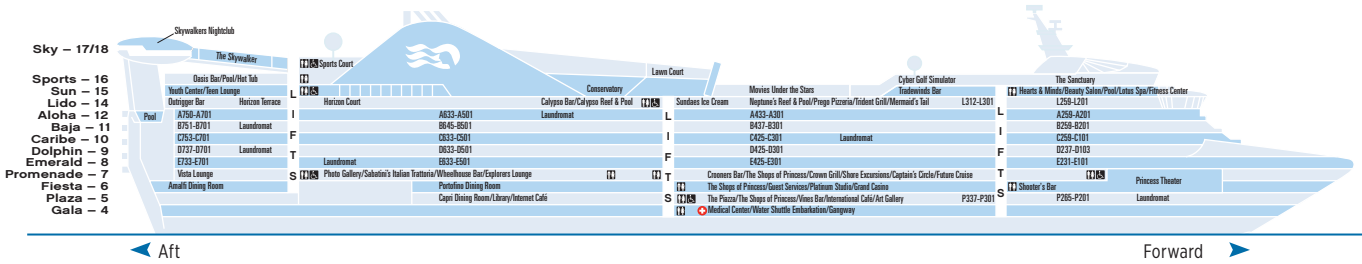 Skywalkers Nightclub
Sky – 17/18
The Skywalker
Sports Court
Lawn Court
Sports – 16
Oasis Bar/Pool/Hot Tub
Cyber Golf Simulator
The Sanctuary
Sun – 15
Youth Center/Teen Lounge
Conservatory
Movies Under the Stars
Tradewinds Bar
Hearts & Minds/Beauty Salon/Pool/Lotus Spa/Fitness Center
Lido – 14
Outrigger Bar
Horizon Terrace
Horizon Court
Calypso Bar/Calypso Reef & Pool
Sundaes Ice Cream
Neptune's Reef & Pool/Prego Pizzeria/Trident Grill/Mermaid's Tail
L312-L301
L259-L201
Aloha – 12
Pool
A750-A701
A633-A501
Laundromat
A433-A301
A259-A201
Baja – 11
B751-B701
Laundromat
B645-B501
B437-B301
B259-B201
Caribe – 10
C753-C701
C633-C501
C425-C301
Laundromat
C259-C101
Dolphin – 9
D737-D701
Laundromat
D633-D501
D425-D301
D237-D103
Emerald – 8
E733-E701
Laundromat
E633-E501
E425-E301
E231-E101
Promenade – 7
Vista Lounge
Photo Gallery/Sabatini's Italian Trattoria/Wheelhouse Bar/Explorers Lounge
Crooners Bar/The Shops of Princess/Crown Grill/Shore Excursions/Captain's Circle/Future Cruise
Princess Theater
Fiesta – 6
Amalfi Dining Room
Portofino Dining Room
The Shops of Princess/Guest Services/Platinum Studio/Grand Casino
Shooter's Bar
Plaza – 5
Capri Dining Room/Library/Internet Café
The Piazza/The Shops of Princess/Vines Bar/International Café/Art Gallery
P337-P301
P265-P201
Laundromat
Gala – 4
Medical Center/Water Shuttle Embarkation/Gangway
LIFTS
LIFTS
LIFTS
Aft
Forward